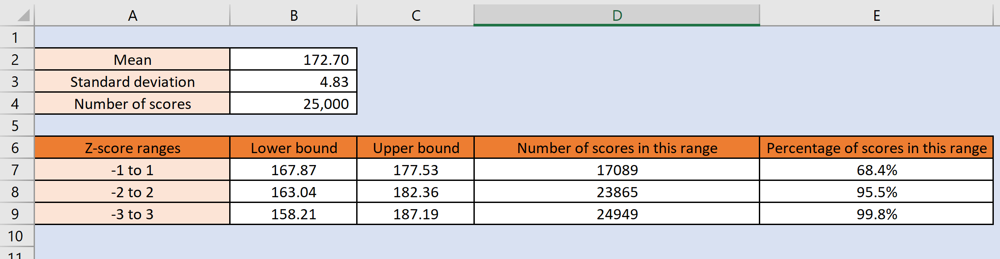 A B C D E
1
2 Mean 172.70
3 Standard deviation 4.83
4 Number of scores 25,000
5
6 Z-score ranges Lower bound Upper bound Number of scores in this range Percentage of scores in this range
7 -1 to 1 167.87 177.53 17089 68.4%
8 -2 to 2 163.04 182.36 23865 95.5%
9 -3 to 3 158.21 187.19 24949 99.8%
10
11